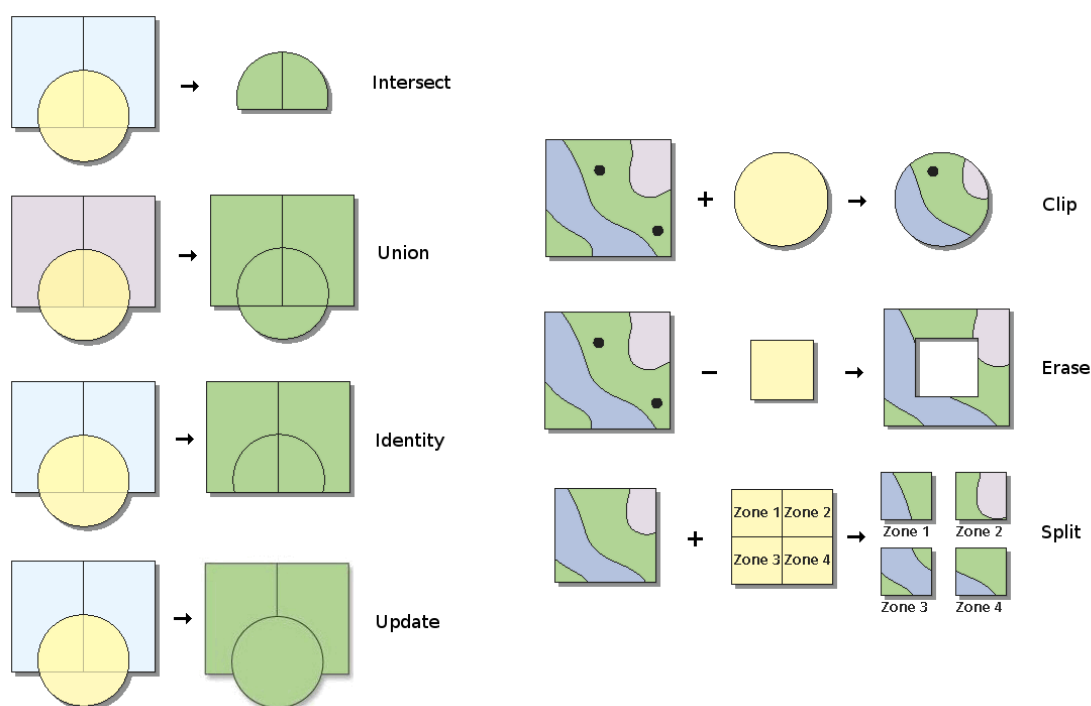 Intersect
Union
Identity
Update
+
Clip
−
Erase
+
Zone 1 Zone 2
Zone 3 Zone 4
Zone 1
Zone 2
Zone 3
Zone 4
Split